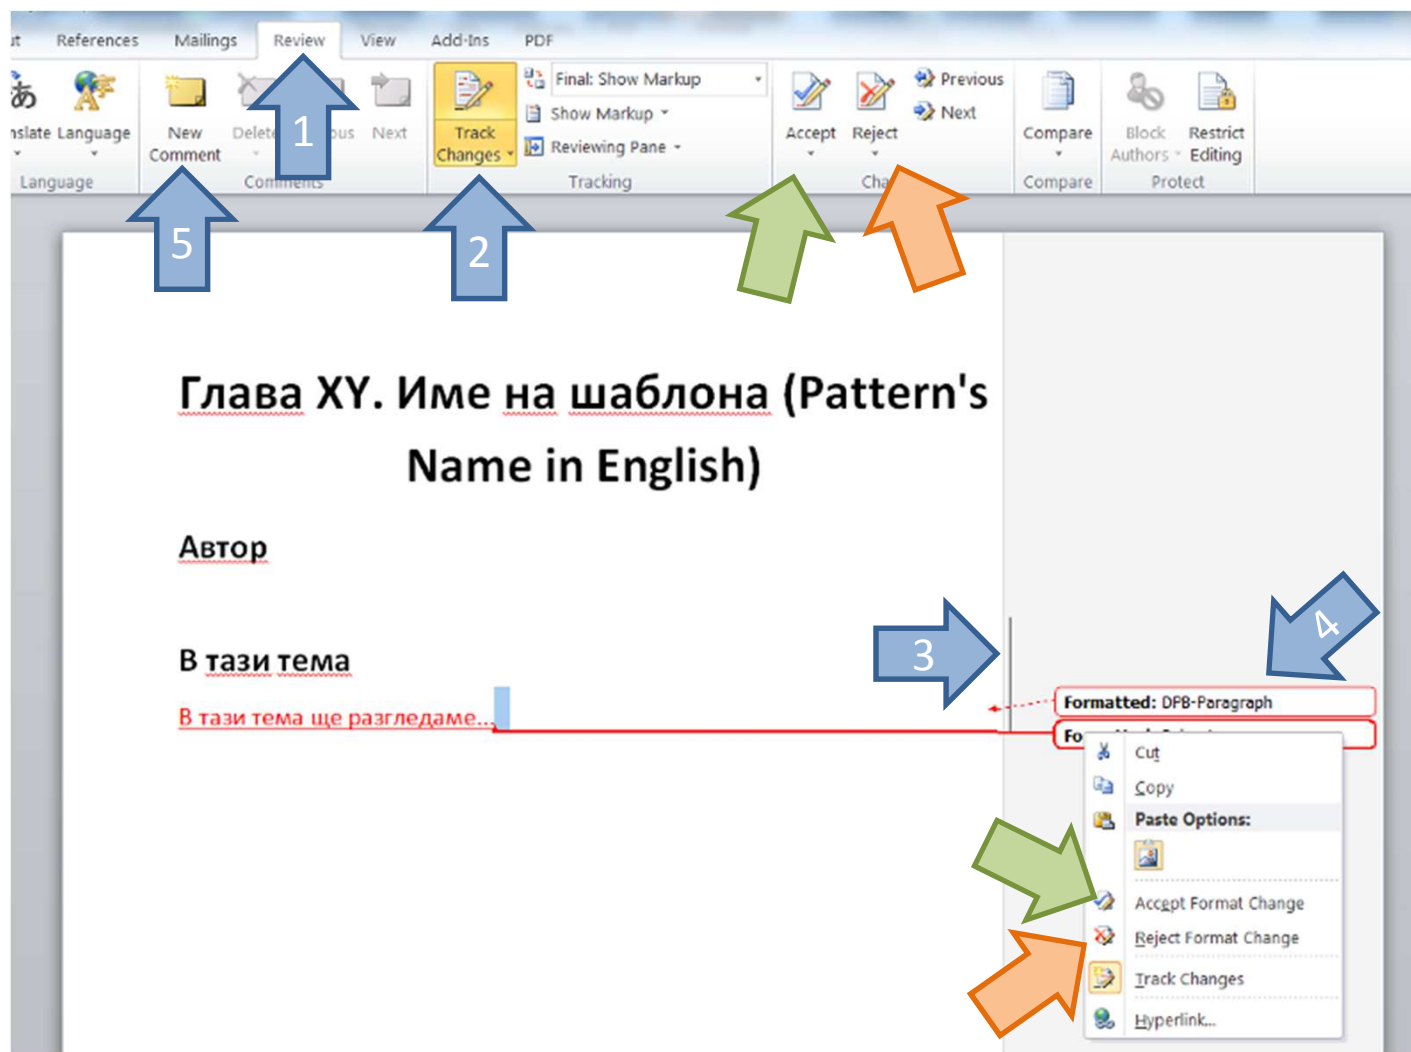 References Mailings Review View Add-Ins PDF
Final: Show Markup
Previous
Show Markup
Next
Language
New
Next
Track
Accept Reject
Compare
Block
Restrict
Comment
Changes
Reviewing Pane
Authors
Editing
Language
Comments
Tracking
Compare
Protect
1
5
2
Глава XY. Име на шаблона (Pattern's
Name in English)
Автор
3
4
В тази тема
В тази тема ще разгледаме...
Formatted: DPB-Paragraph
Cut
Copy
Paste Options:
Accept Format Change
Reject Format Change
Track Changes
Hyperlink...